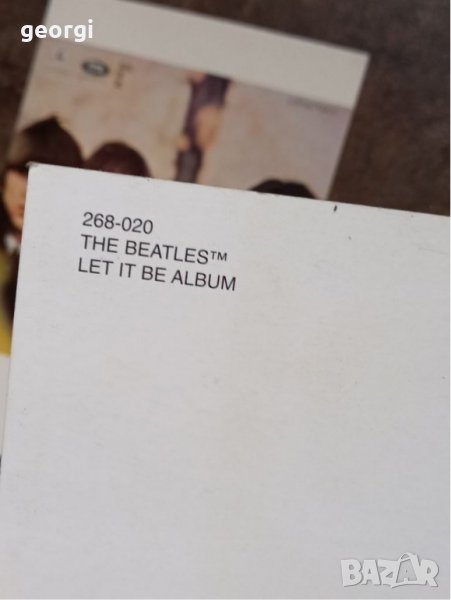 georgi
268-020
THE BEATLES™
LET IT BE ALBUM
BAZAR